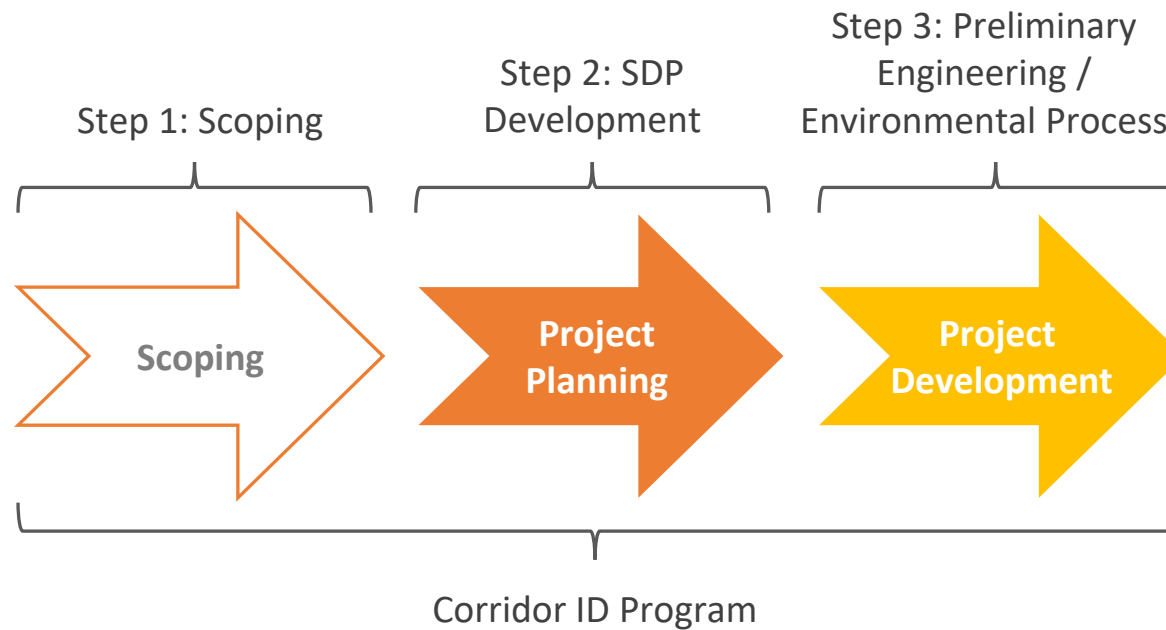 Step 1: Scoping
Step 2: SDP
Development
Step 3: Preliminary
Engineering /
Environmental Process
Scoping
Project
Planning
Project
Development
Corridor ID Program